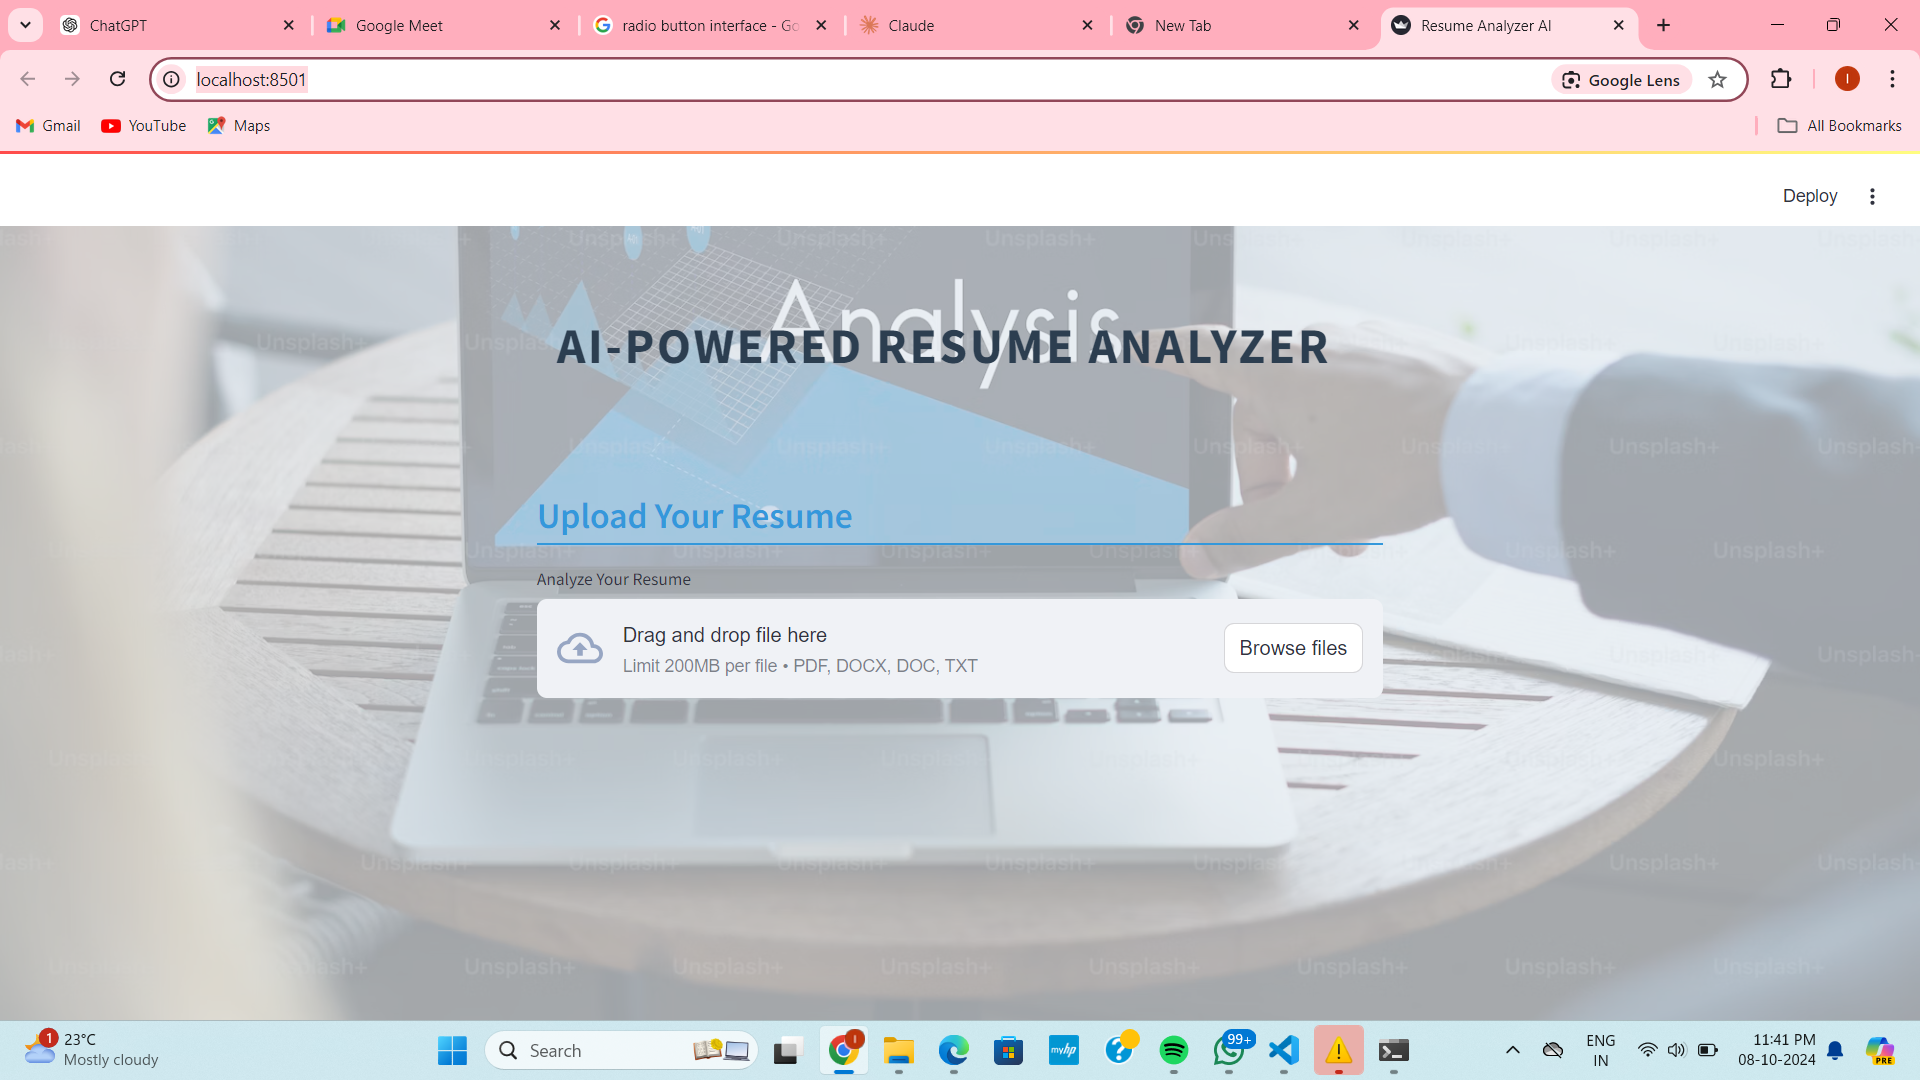 ChatGPT
Google Meet
radio button interface - Go
Claude
New Tab
Resume Analyzer AI
localhost:8501
Google Lens
I
Gmail
YouTube
Maps
All Bookmarks
Deploy
Unsplash+
Analysis
AI-POWERED RESUME ANALYZER
Upload Your Resume
Analyze Your Resume
Drag and drop file here
Limit 200MB per file • PDF, DOCX, DOC, TXT
Browse files
1
23°C
Mostly cloudy
Search
I
myhp
99+
ENG
IN
11:41 PM
08-10-2024
PRE